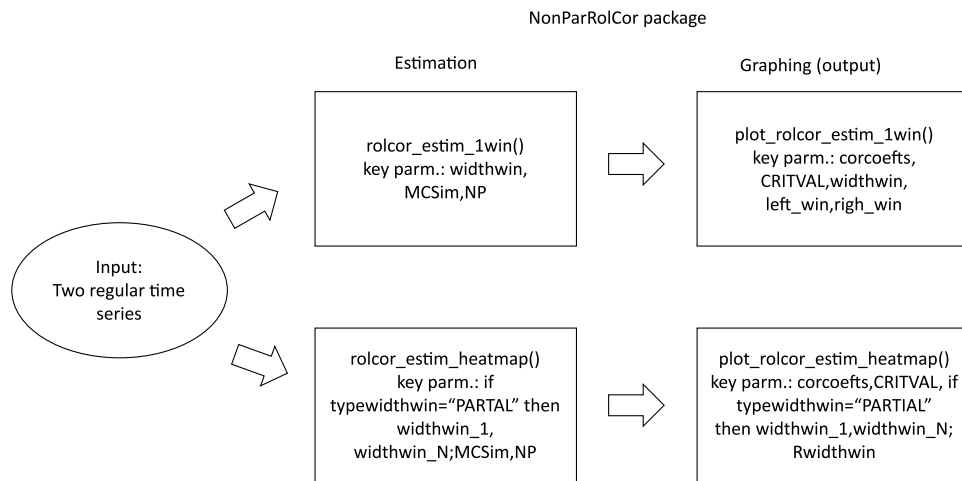 NonParRolCor package
Estimation
Graphing (output)
rolcor_estim_1win()
key parm.: widthwin,
MCSim,NP
plot_rolcor_estim_1win()
key parm.: corcoefts,
CRITVAL,widthwin,
left_win,righ_win
Input:
Two regular time
series
rolcor_estim_heatmap()
key parm.: if
typewidthwin=“PARTAL” then
widthwin_1,
widthwin_N;MCSim,NP
plot_rolcor_estim_heatmap()
key parm.: corcoefts,CRITVAL, if
typewidthwin=“PARTIAL”
then widthwin_1,widthwin_N;
Rwidthwin